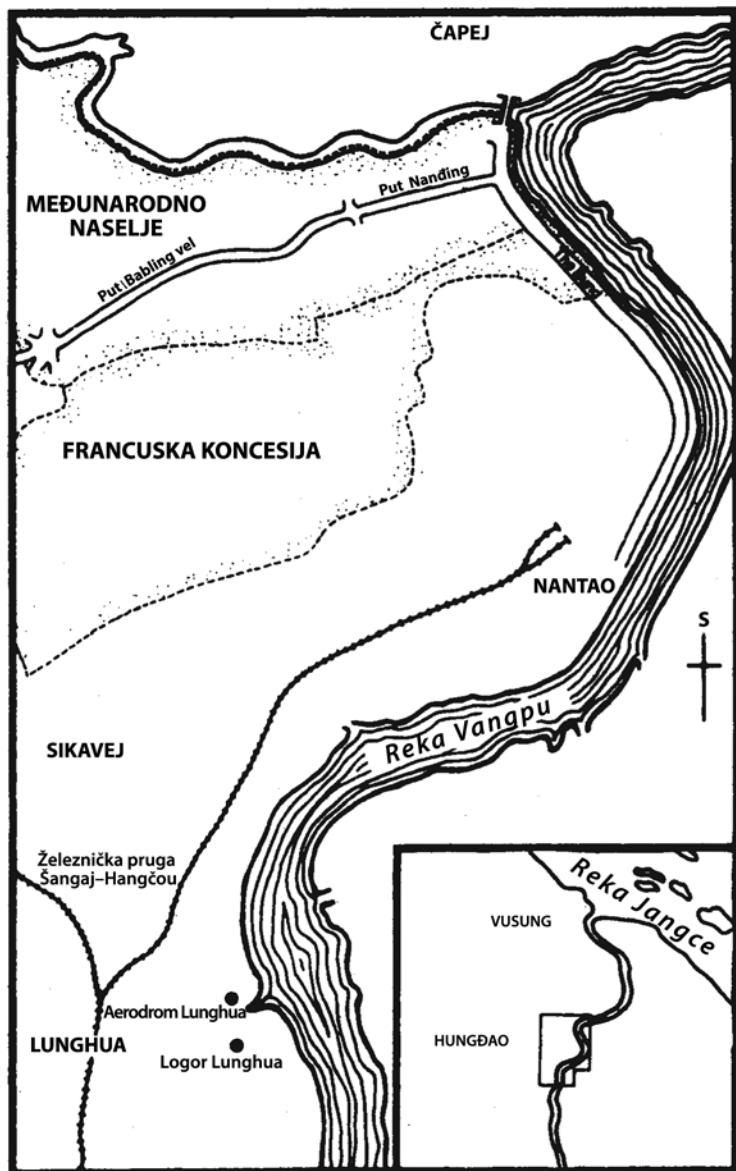 ČAPEJ
MEĐUNARODNO
NASELJE
Put Nanđing
Put Babling vel
FRANCUSKA KONCESIJA
NANTAO
S
Reka Vangpu
SIKAVEJ
Železnička pruga
Šangaj–Hangčou
Aerodrom Lunghua
LUNGHUA
Logor Lunghua
Reka Jangce
VUSUNG
HUNGĐAO